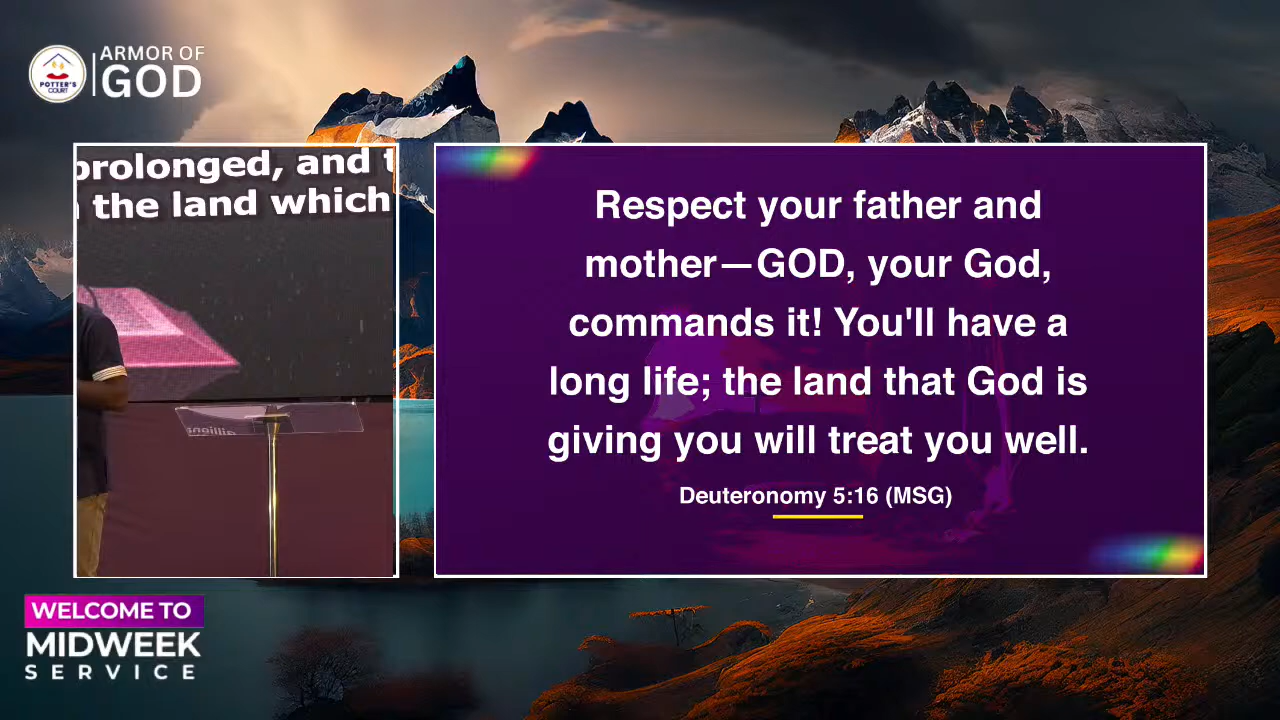 POTTER'S
COURT
ARMOR OF
GOD
prolonged, and
the land which
Respect your father and
mother—GOD, your God,
commands it! You'll have a
long life; the land that God is
giving you will treat you well.
Deuteronomy 5:16 (MSG)
WELCOME TO
MIDWEEK
SERVICE